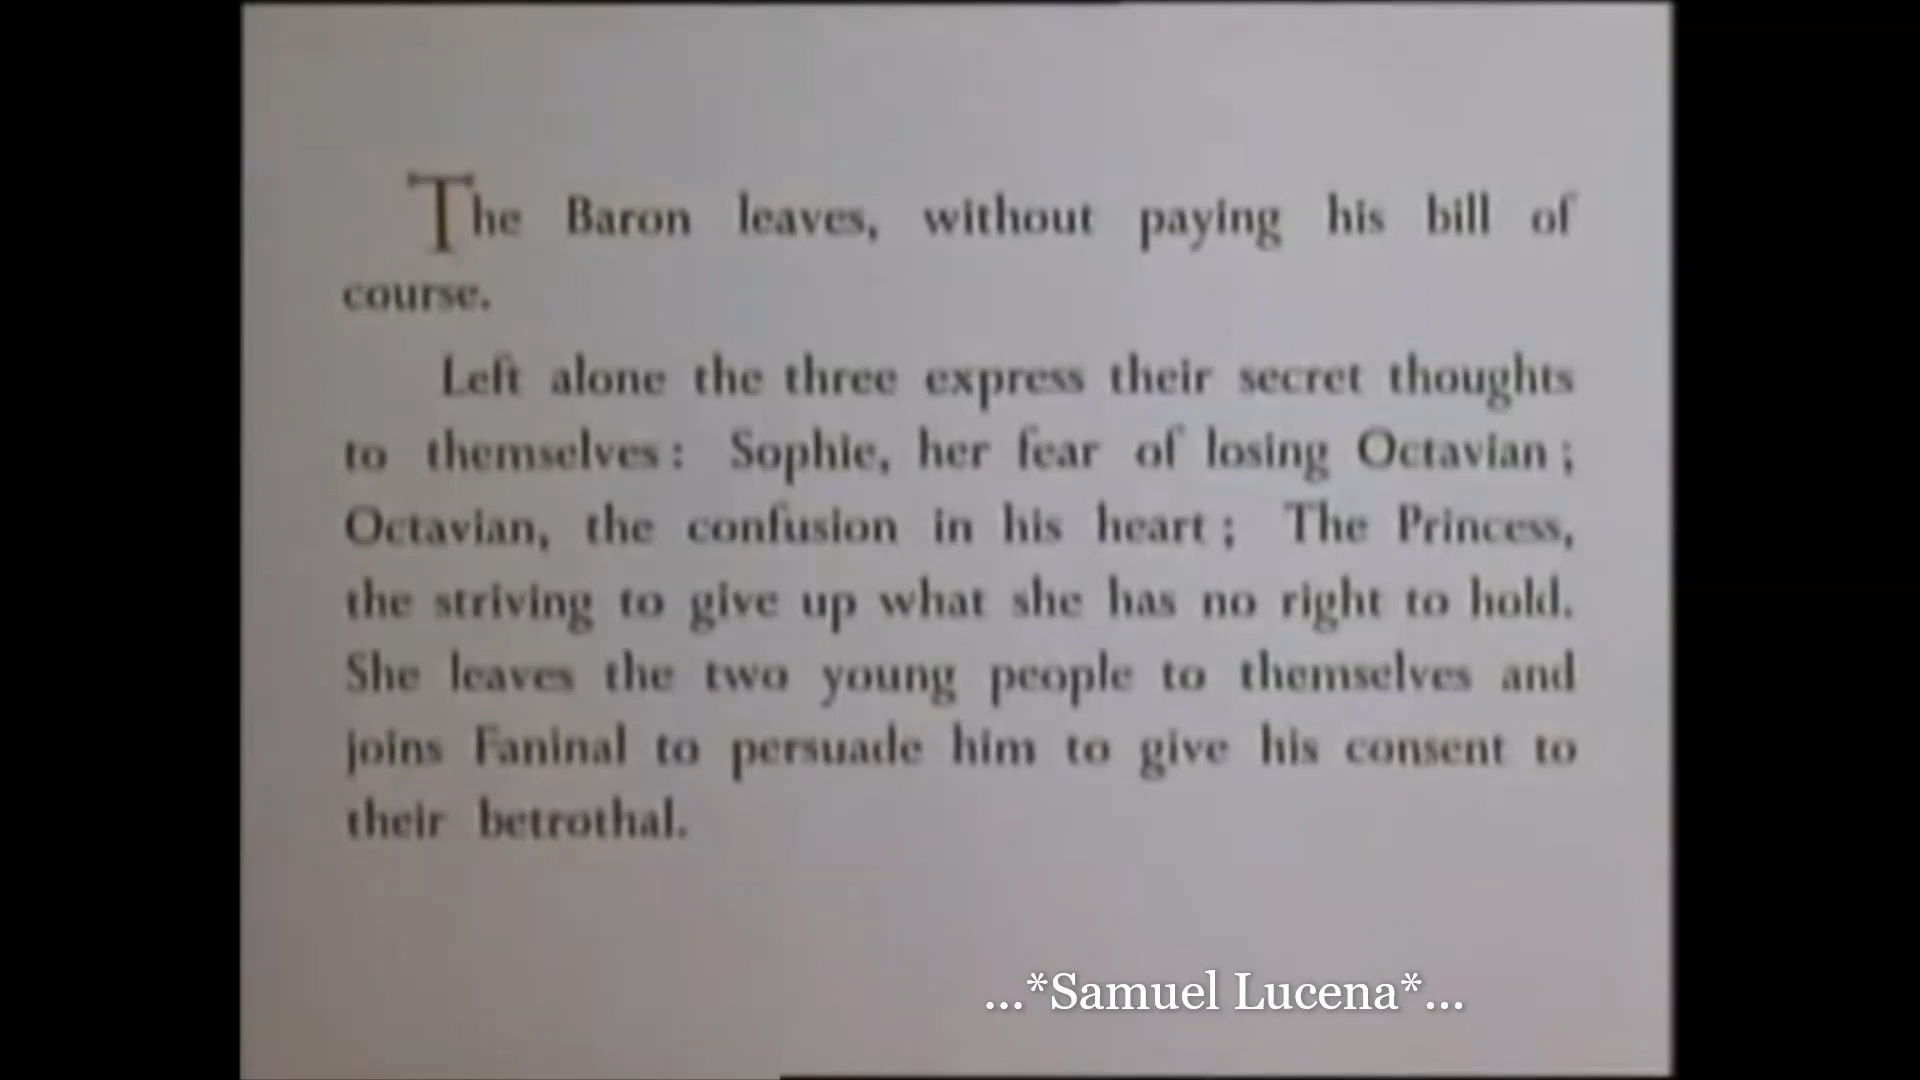 The Baron leaves, without paying his bill of
course.
Left alone the three express their secret thoughts
to themselves: Sophie, her fear of losing Octavian ;
Octavian, the confusion in his heart ; The Princess,
the striving to give up what she has no right to hold.
She leaves the two young people to themselves and
joins Faninal to persuade him to give his consent to
their betrothal.
...*Samuel Lucena*...